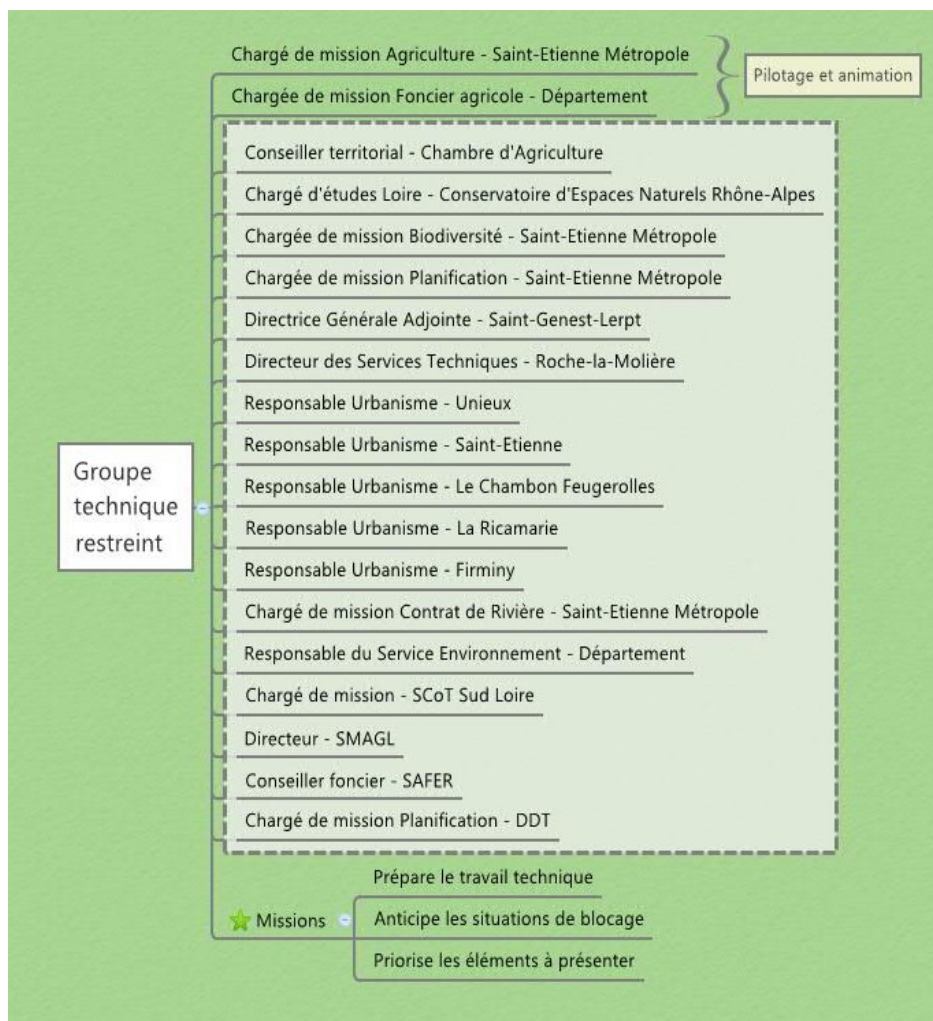 Chargé de mission Agriculture - Saint-Etienne Métropole
Pilotage et animation
Chargée de mission Foncier agricole - Département
Conseiller territorial - Chambre d'Agriculture
Chargé d'études Loire - Conservatoire d'Espaces Naturels Rhône-Alpes
Chargée de mission Biodiversité - Saint-Etienne Métropole
Chargée de mission Planification - Saint-Etienne Métropole
Directrice Générale Adjointe - Saint-Genest-Lerpt
Directeur des Services Techniques - Roche-la-Molière
Responsable Urbanisme - Unieux
Responsable Urbanisme - Saint-Etienne
Responsable Urbanisme - Le Chambon Feugerolles
Responsable Urbanisme - La Ricamarie
Responsable Urbanisme - Firminy
Chargé de mission Contrat de Rivière - Saint-Etienne Métropole
Responsable du Service Environnement - Département
Chargé de mission - SCoT Sud Loire
Directeur - SMAGL
Conseiller foncier - SAFER
Chargé de mission Planification - DDT
Groupe
technique
restreint
Missions
Prépare le travail technique
Anticipe les situations de blocage
Priorise les éléments à présenter